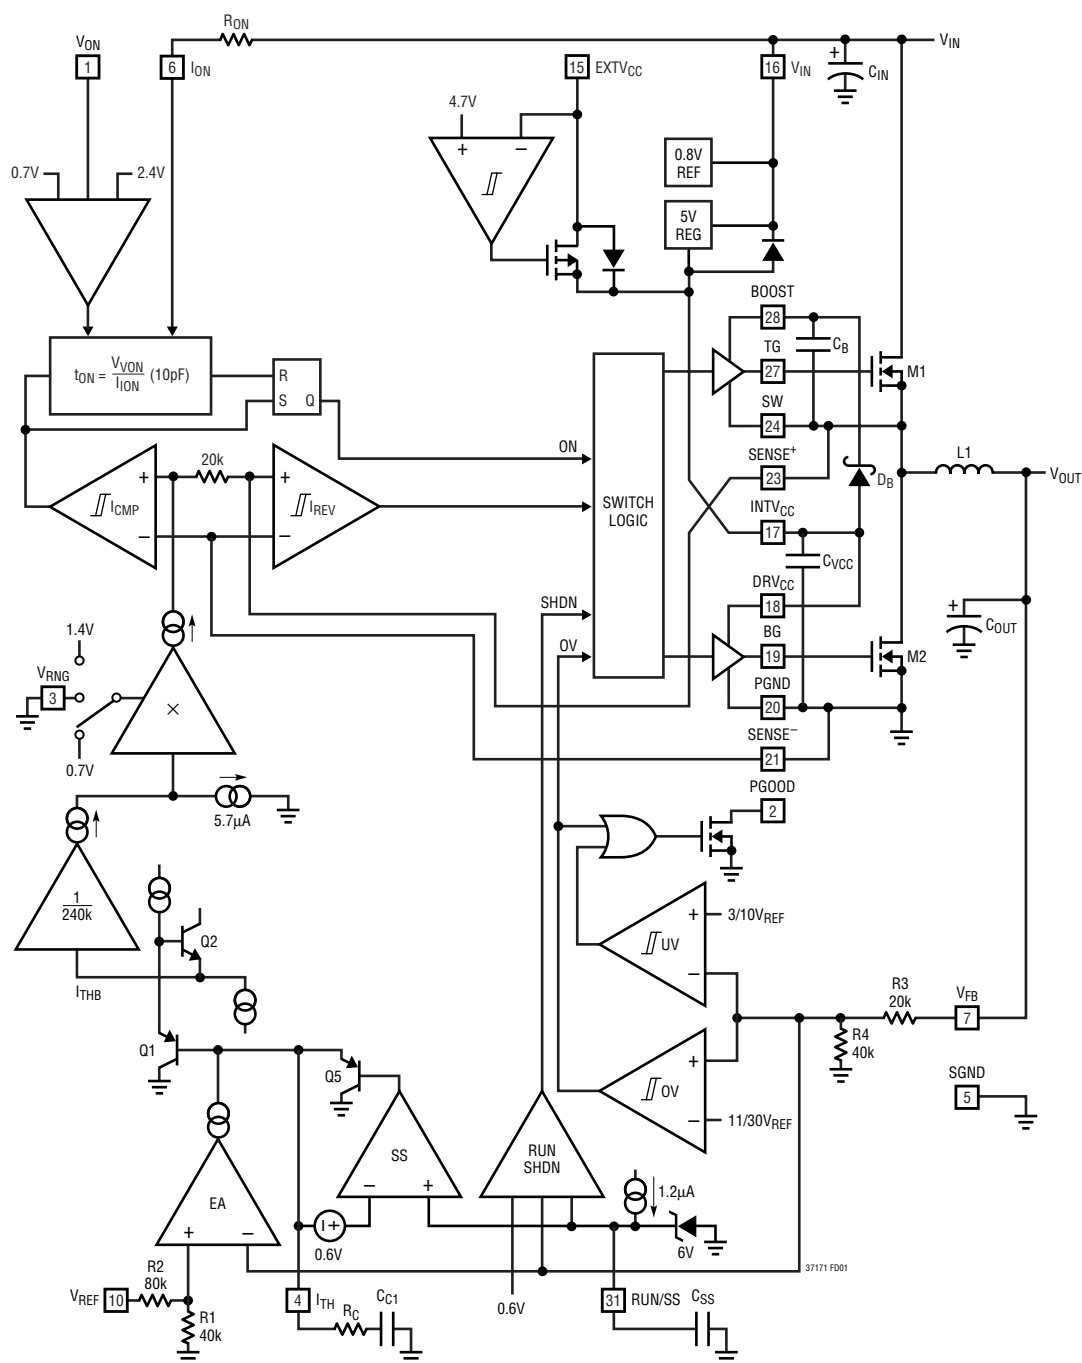 RON
VON
1
6
ION
15
EXTVCC
16
VIN
+
CIN
VIN
4.7V
+
−
0.8V
REF
5V
REG
0.7V
2.4V
tON = VVON
IION
(10pF)
R
S Q
20k
+
−
ICMP
+
−
IREV
ON
SHDN
OV
SWITCH
LOGIC
BOOST
28
TG
27
CB
SW
24
SENSE+
23
INTVCC
17
CVCC
DRVCC
18
BG
19
PGND
20
SENSE−
21
PGOOD
2
M1
DB
L1
VOUT
+
COUT
M2
1.4V
VRNG
3
0.7V
×
5.7µA
1
240k
Q2
ITHB
Q1
Q5
+
−
UV
3/10VREF
+
−
OV
11/30VREF
R3
20k
VFB
7
R4
40k
SGND
5
EA
+
−
SS
−
+
RUN
SHDN
1.2µA
6V
+
0.6V
0.6V
VREF
10
R2
80k
R1
40k
4
ITH
RC
CC1
31
RUN/SS
CSS
37171 FD01